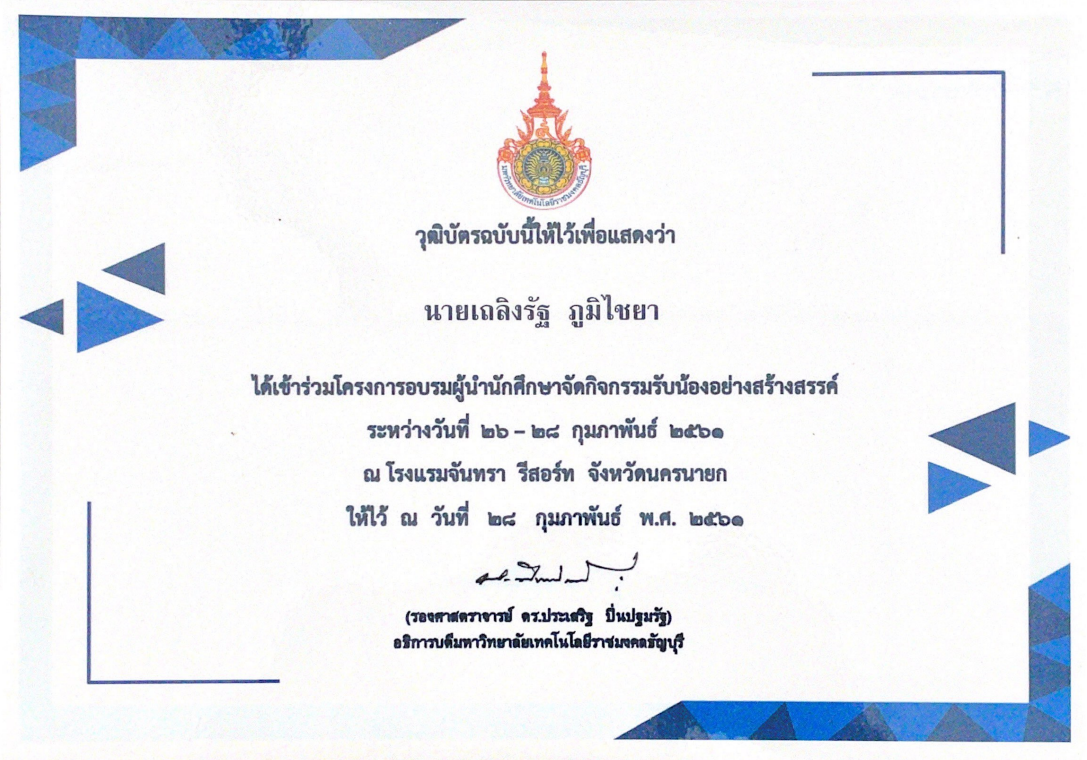 มหาวิทยาลัยเทคโนโลยีราชมงคลธัญบุรี
วุฒิบัตรฉบับนี้ให้ไว้เพื่อแสดงว่า
นายเถลิงรัฐ ภูมิไชยา
ได้เข้าร่วมโครงการอบรมผู้นำนักศึกษาจัดกิจกรรมรับน้องอย่างสร้างสรรค์
ระหว่างวันที่ ๒๖ – ๒๘ กุมภาพันธ์ ๒๕๖๑
ณ โรงแรมจันทรา รีสอร์ท จังหวัดนครนายก
ให้ไว้ ณ วันที่ ๒๘ กุมภาพันธ์ พ.ศ. ๒๕๖๑
(รองศาสตราจารย์ ดร.ประเสริฐ ปิ่นปฐมรัฐ)
อธิการบดีมหาวิทยาลัยเทคโนโลยีราชมงคลธัญบุรี